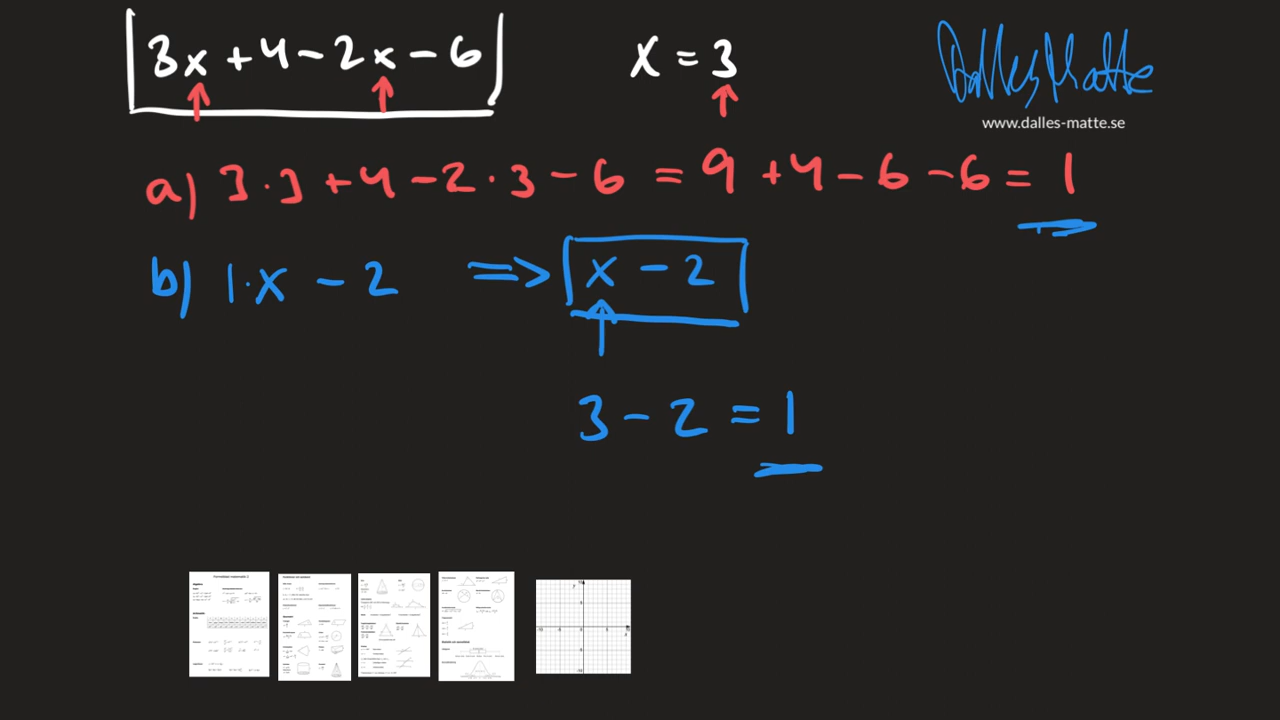 3x + 4 - 2x - 6
x = 3
Dalles Matte
www.dalles-matte.se
a) 3 · 3 + 4 - 2 · 3 - 6 = 9 + 4 - 6 - 6 = 1
b) 1 · x - 2 => x - 2
3 - 2 = 1